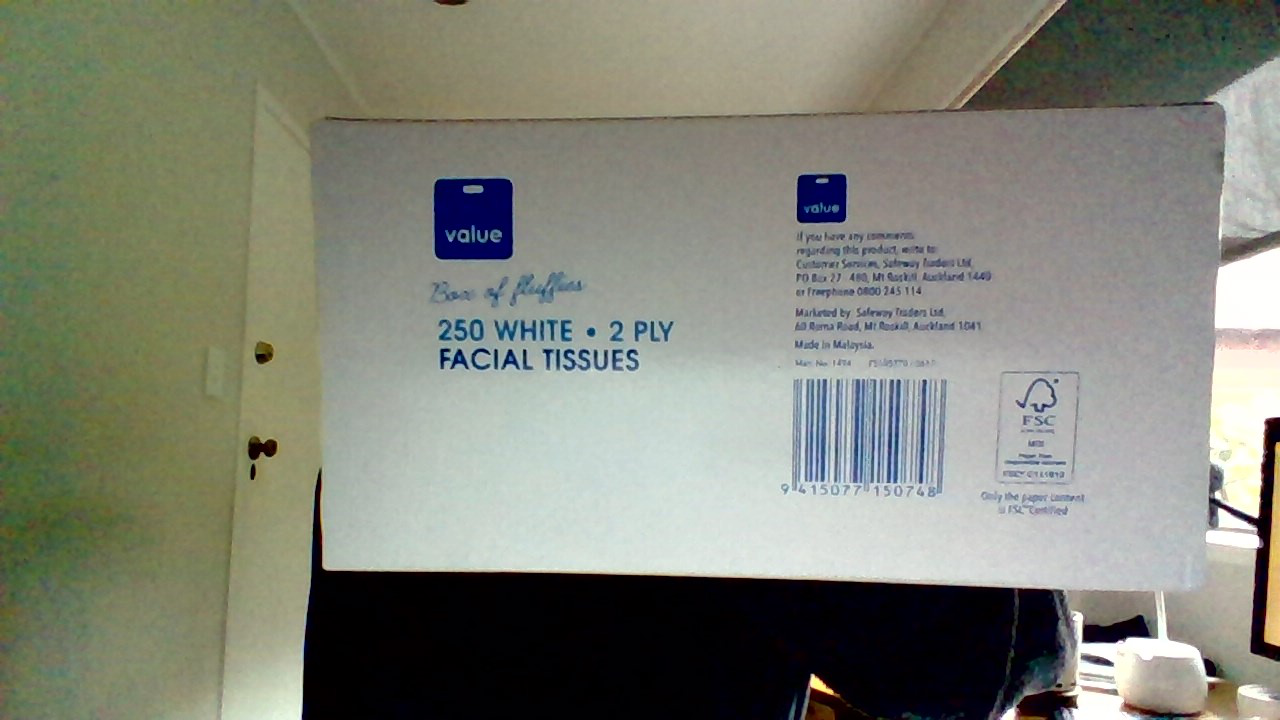 value
Box of fluffies
250 WHITE • 2 PLY
FACIAL TISSUES
value
If you have any comments
regarding this product, write to:
Customer Services, Safeway Traders Ltd,
PO Box 27 - 480, Mt Roskill, Auckland 1440
or Freephone 0800 245 114
Marketed by Safeway Traders Ltd,
60 Roma Road, Mt Roskill, Auckland 1041
Made in Malaysia.
9 415077 150748
FSC
MIX
Only the paper content
is FSC Certified